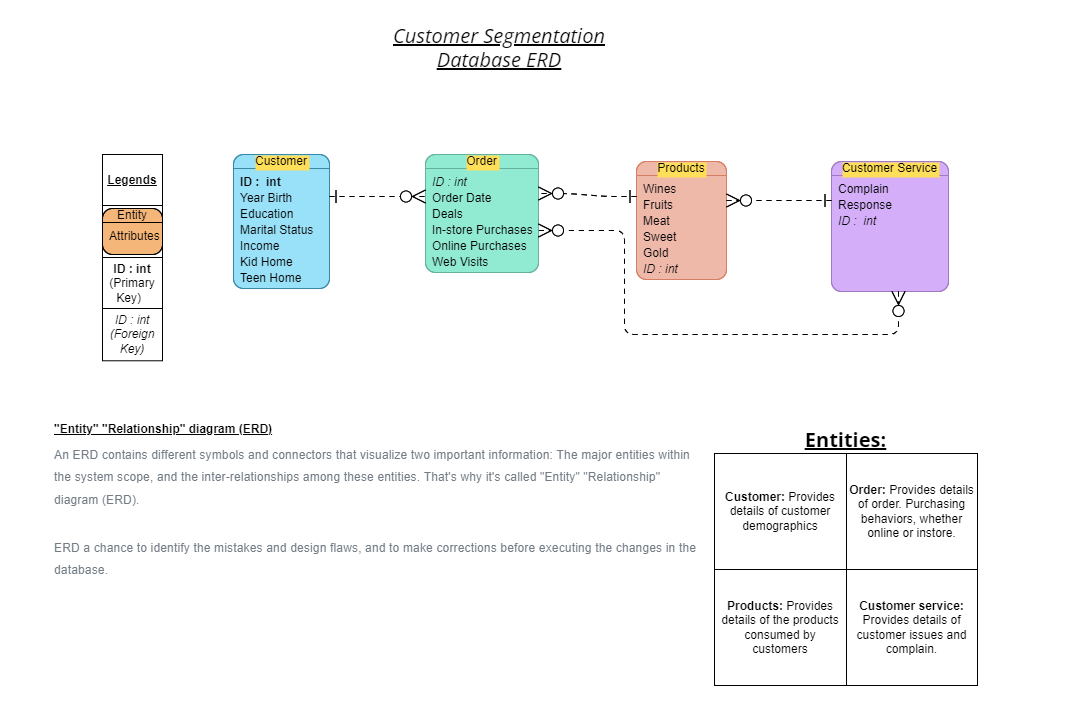 Customer Segmentation
Database ERD
Legends
Entity
Attributes
ID : int
(Primary
Key)
ID : int
(Foreign
Key)
Customer
ID :  int
Year Birth
Education
Marital Status
Income
Kid Home
Teen Home
Order
ID : int
Order Date
Deals
In-store Purchases
Online Purchases
Web Visits
Products
Wines
Fruits
Meat
Sweet
Gold
ID : int
Customer Service
Complain
Response
ID :  int
"Entity" "Relationship" diagram (ERD)
An ERD contains different symbols and connectors that visualize two important information: The major entities within
the system scope, and the inter-relationships among these entities. That's why it's called "Entity" "Relationship"
diagram (ERD).
ERD a chance to identify the mistakes and design flaws, and to make corrections before executing the changes in the
database.
Entities:
Customer: Provides
details of customer
demographics
Order: Provides details
of order. Purchasing
behaviors, whether
online or instore.
Products: Provides
details of the products
consumed by
customers
Customer service:
Provides details of
customer issues and
complain.